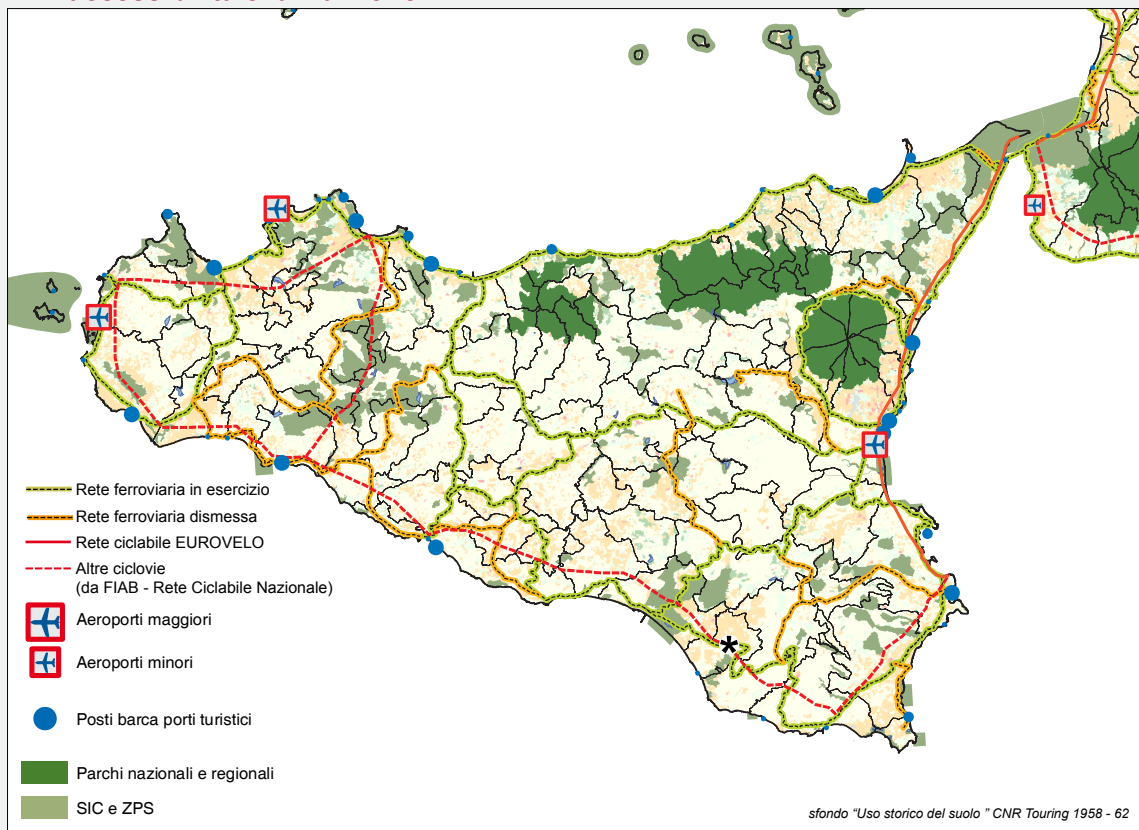 Rete ferroviaria in esercizio
Rete ferroviaria dismessa
Rete ciclabile EUROVELO
Altre ciclovie
(da FIAB - Rete Ciclabile Nazionale)
Aeroporti maggiori
Aeroporti minori
Posti barca porti turistici
Parchi nazionali e regionali
SIC e ZPS
*
sfondo “Uso storico del suolo ” CNR Touring 1958 - 62